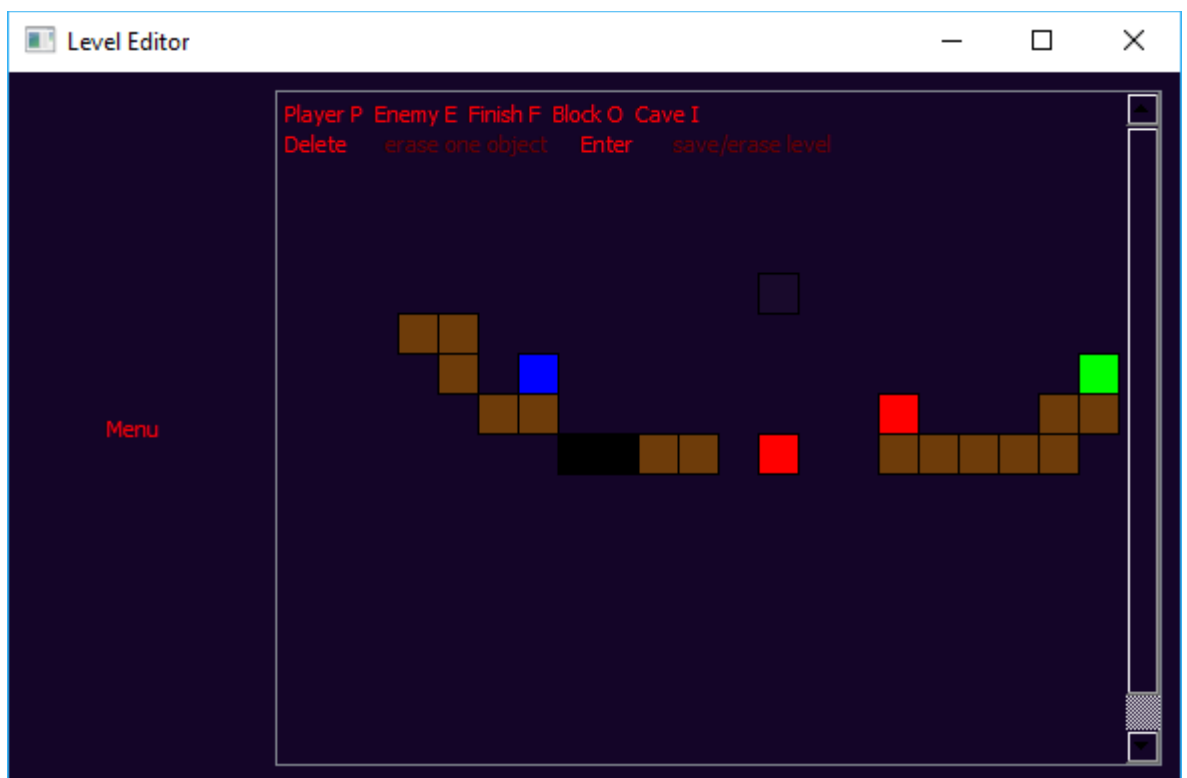 Level Editor
Player P Enemy E Finish F Block O Cave I
Delete erase one object Enter save/erase level
Menu